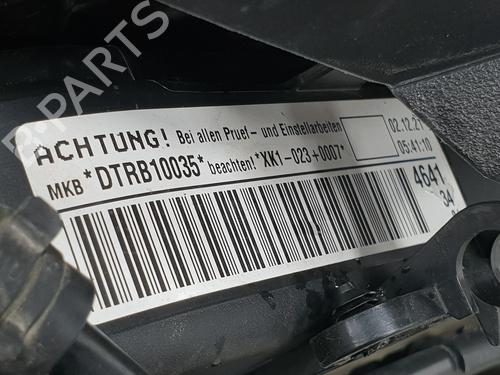 B-PARTS
ACHTUNG! Bei allen Pruef- und Einstellarbeiten
MKB *DTRB10035* beachten! *XK1-023+0007*
02.12.21
05:41:10
4641
34